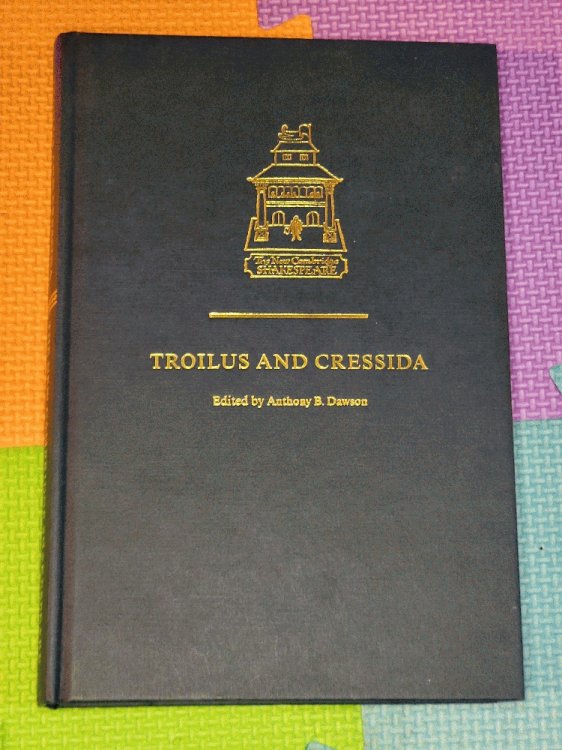 The New Cambridge
SHAKESPEARE
TROILUS AND CRESSIDA
Edited by Anthony B. Dawson